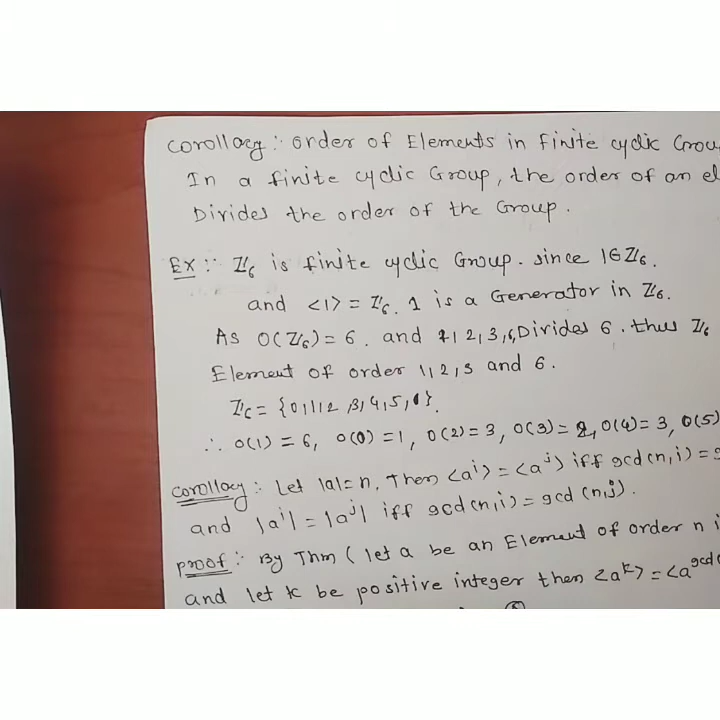 Corollary :- Order of Elements in Finite cyclic Grou
In a finite cyclic Group, the order of an el
Divides the order of the Group.
Ex :- Z6 is finite cyclic Group. since 1∈Z6.
and <1> = Z6. 1 is a Generator in Z6.
As O(Z6) = 6. and 1, 2, 3, 6, Divides 6. thus Z6
Element of order 1, 2, 3 and 6.
Z6 = {0, 1, 2, 3, 4, 5, }.
∴ O(1) = 6, O(0) = 1, O(2) = 3, O(3) = 2, O(4) = 3, O(5)
Corollary :- Let |a| = n. Then <a^i> = <a^j> iff gcd(n,i) =
and |a^i| = |a^j| iff gcd(n,i) = gcd(n,j).
proof :- By Thm ( let a be an Element of order n i
and let k be positive integer then <a^k> = <a^gcd(